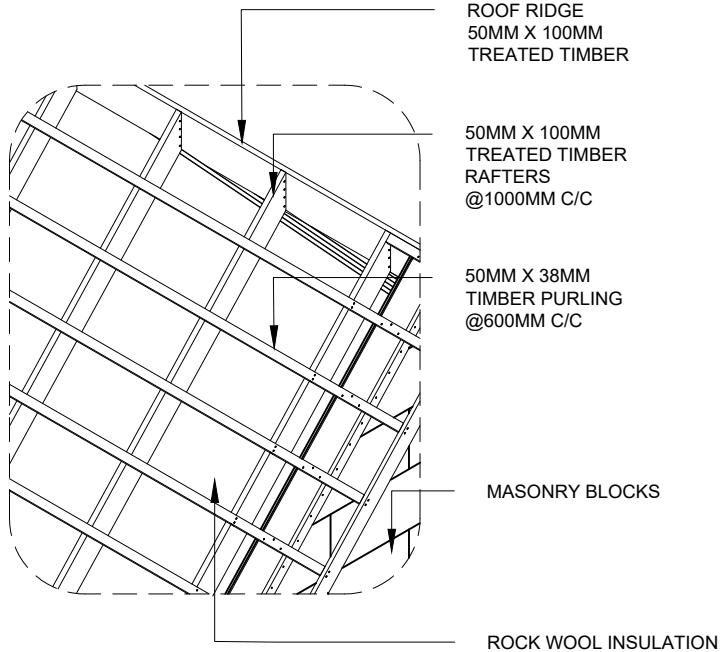 ROOF RIDGE
50MM X 100MM
TREATED TIMBER
50MM X 100MM
TREATED TIMBER
RAFTERS
@1000MM C/C
50MM X 38MM
TIMBER PURLING
@600MM C/C
MASONRY BLOCKS
ROCK WOOL INSULATION